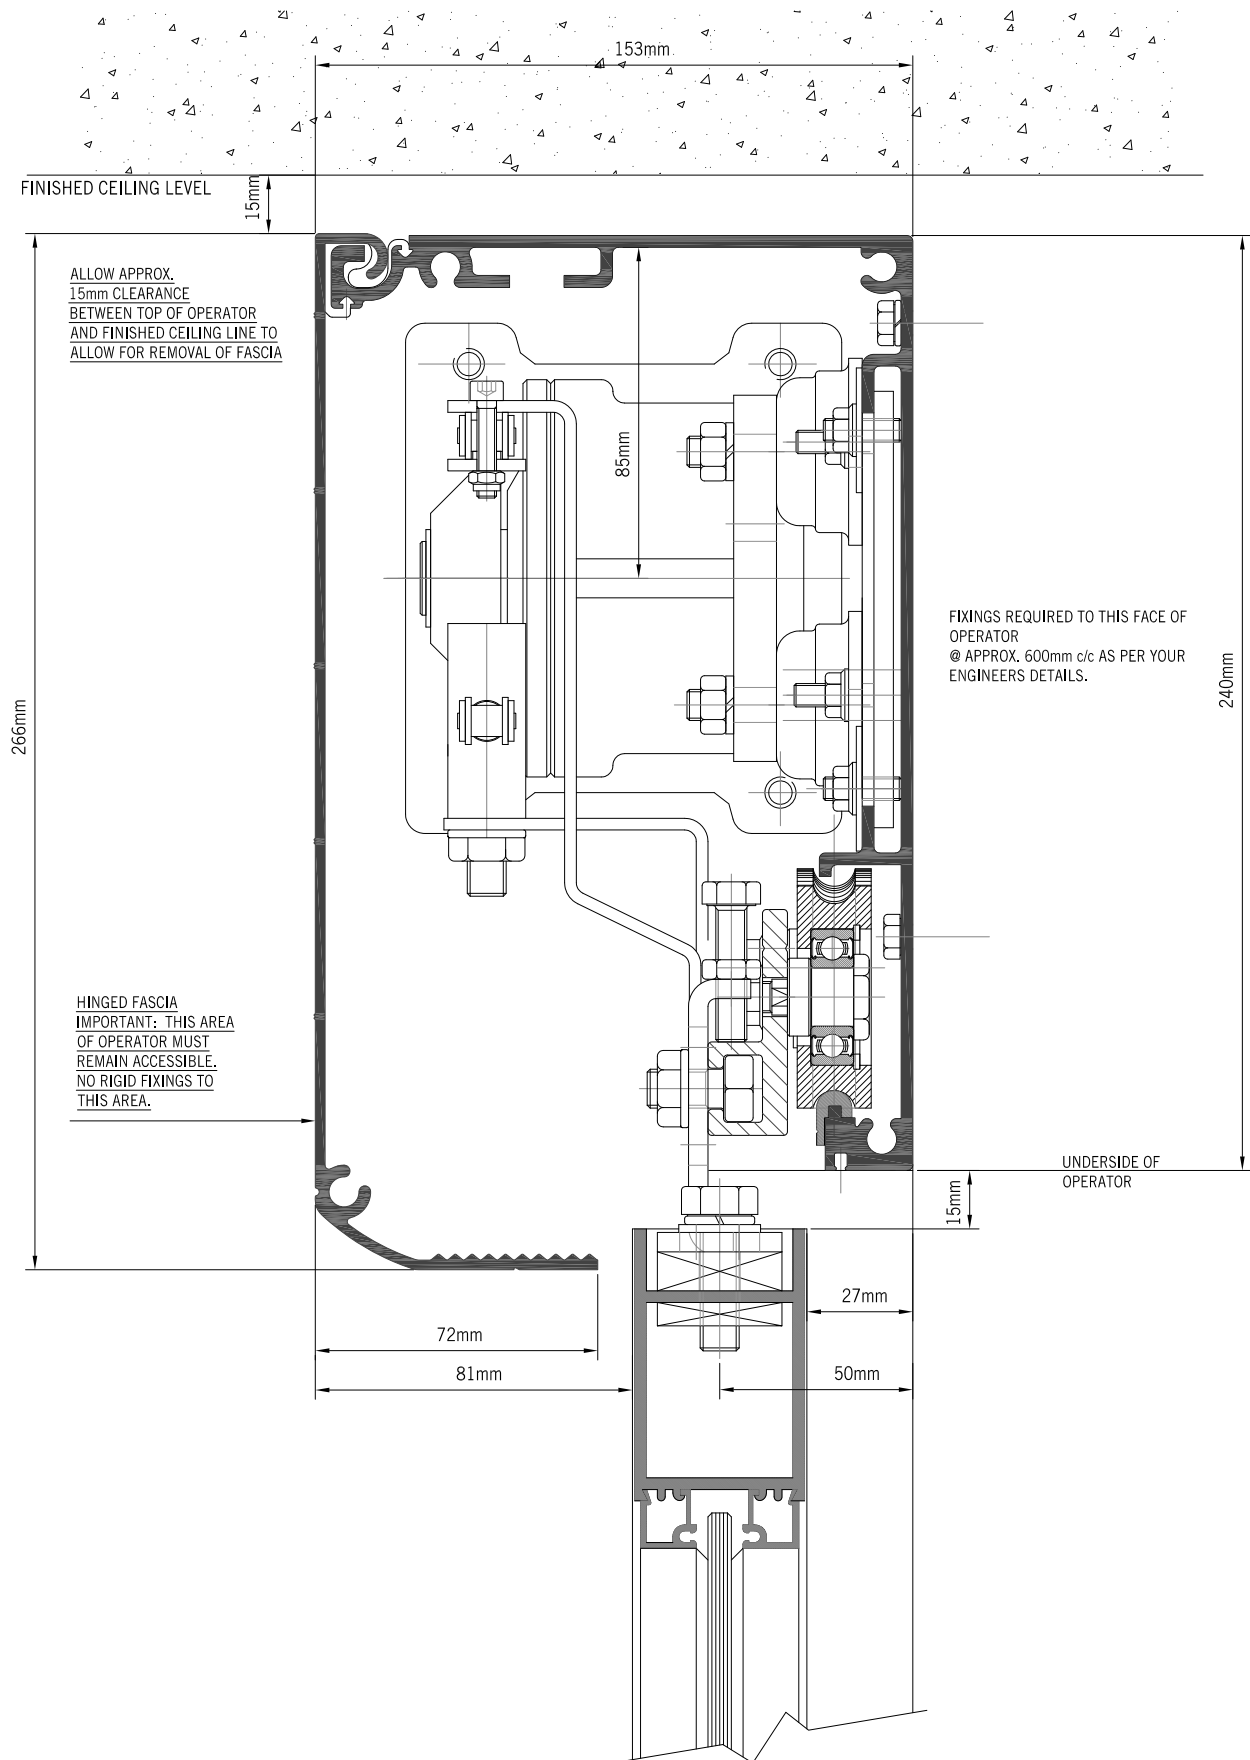 153mm
FINISHED CEILING LEVEL
15mm
ALLOW APPROX.
15mm CLEARANCE
BETWEEN TOP OF OPERATOR
AND FINISHED CEILING LINE TO
ALLOW FOR REMOVAL OF FASCIA
85mm
FIXINGS REQUIRED TO THIS FACE OF
OPERATOR
@ APPROX. 600mm c/c AS PER YOUR
ENGINEERS DETAILS.
266mm
240mm
HINGED FASCIA
IMPORTANT: THIS AREA
OF OPERATOR MUST
REMAIN ACCESSIBLE.
NO RIGID FIXINGS TO
THIS AREA.
UNDERSIDE OF
OPERATOR
15mm
27mm
72mm
81mm
50mm